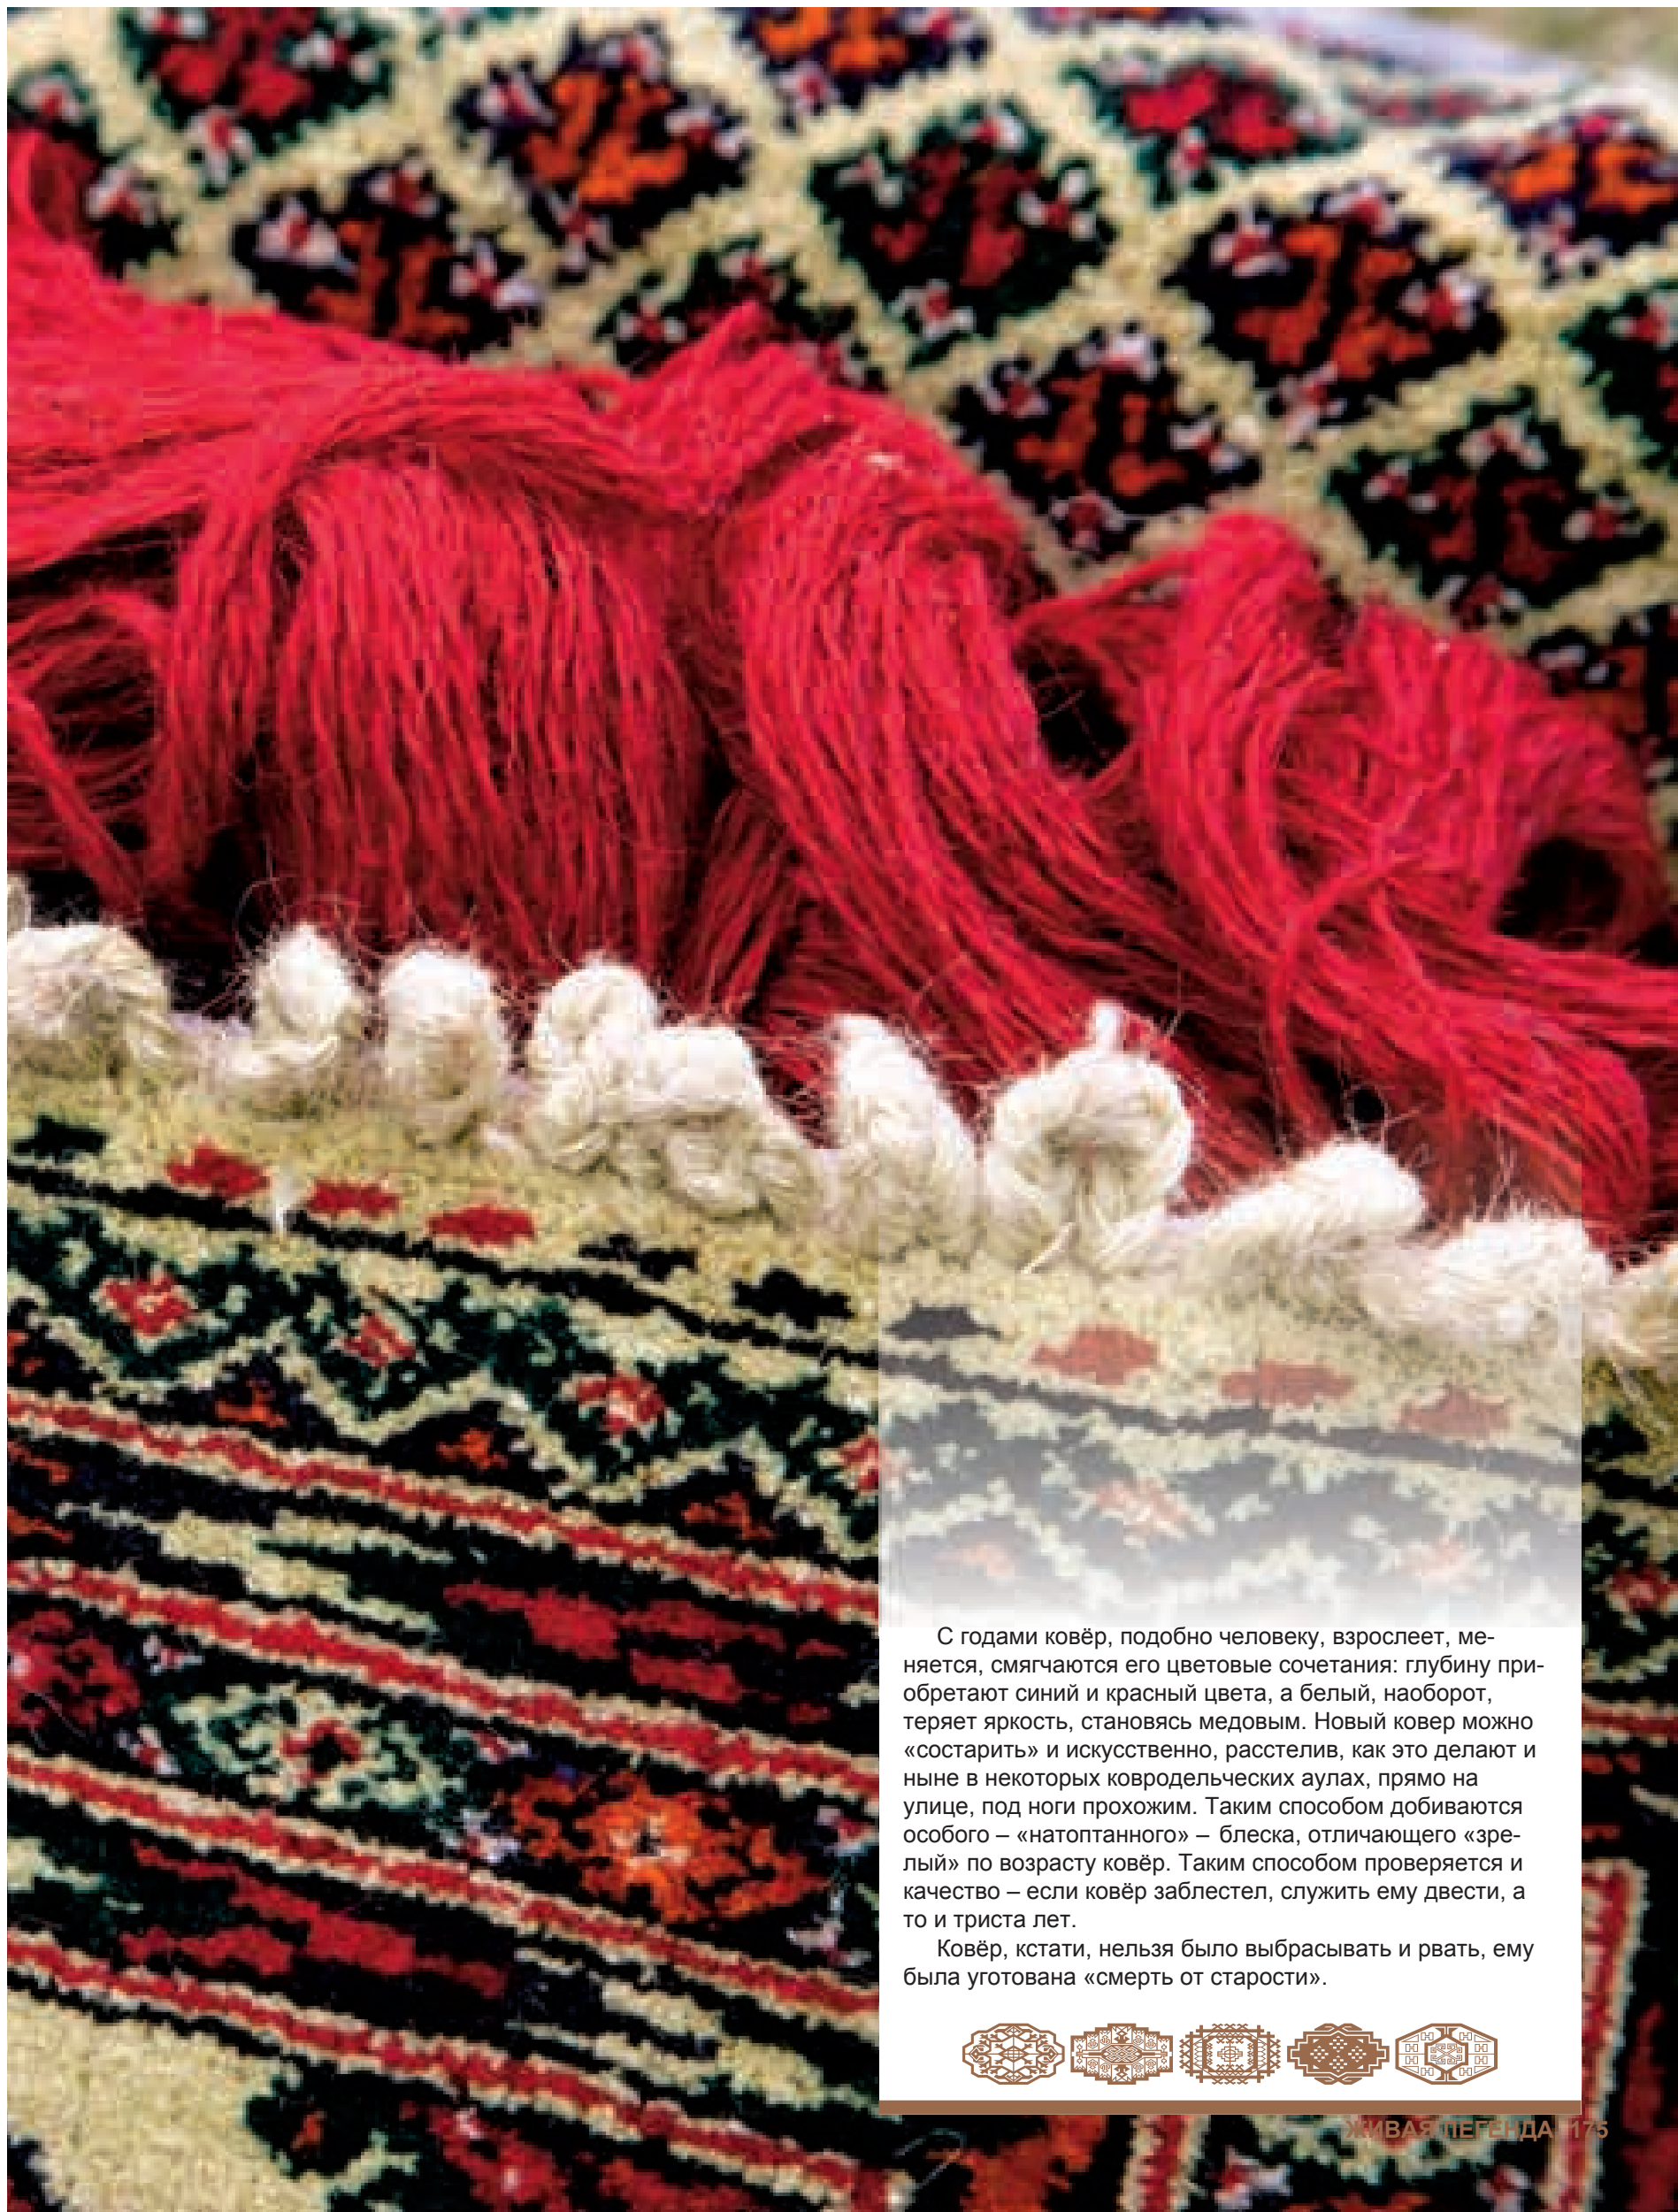 С годами ковёр, подобно человеку, взрослеет, ме-
няется, смягчаются его цветовые сочетания: глубину при-
обретают синий и красный цвета, а белый, наоборот,
теряет яркость, становясь медовым. Новый ковер можно
«состарить» и искусственно, расстелив, как это делают и
ныне в некоторых ковродельческих аулах, прямо на
улице, под ноги прохожим. Таким способом добиваются
особого – «натоптанного» – блеска, отличающего «зре-
лый» по возрасту ковёр. Таким способом проверяется и
качество – если ковёр заблестел, служить ему двести, а
то и триста лет.
Ковёр, кстати, нельзя было выбрасывать и рвать, ему
была уготована «смерть от старости».
ЖИВАЯ ЛЕГЕНДА 175